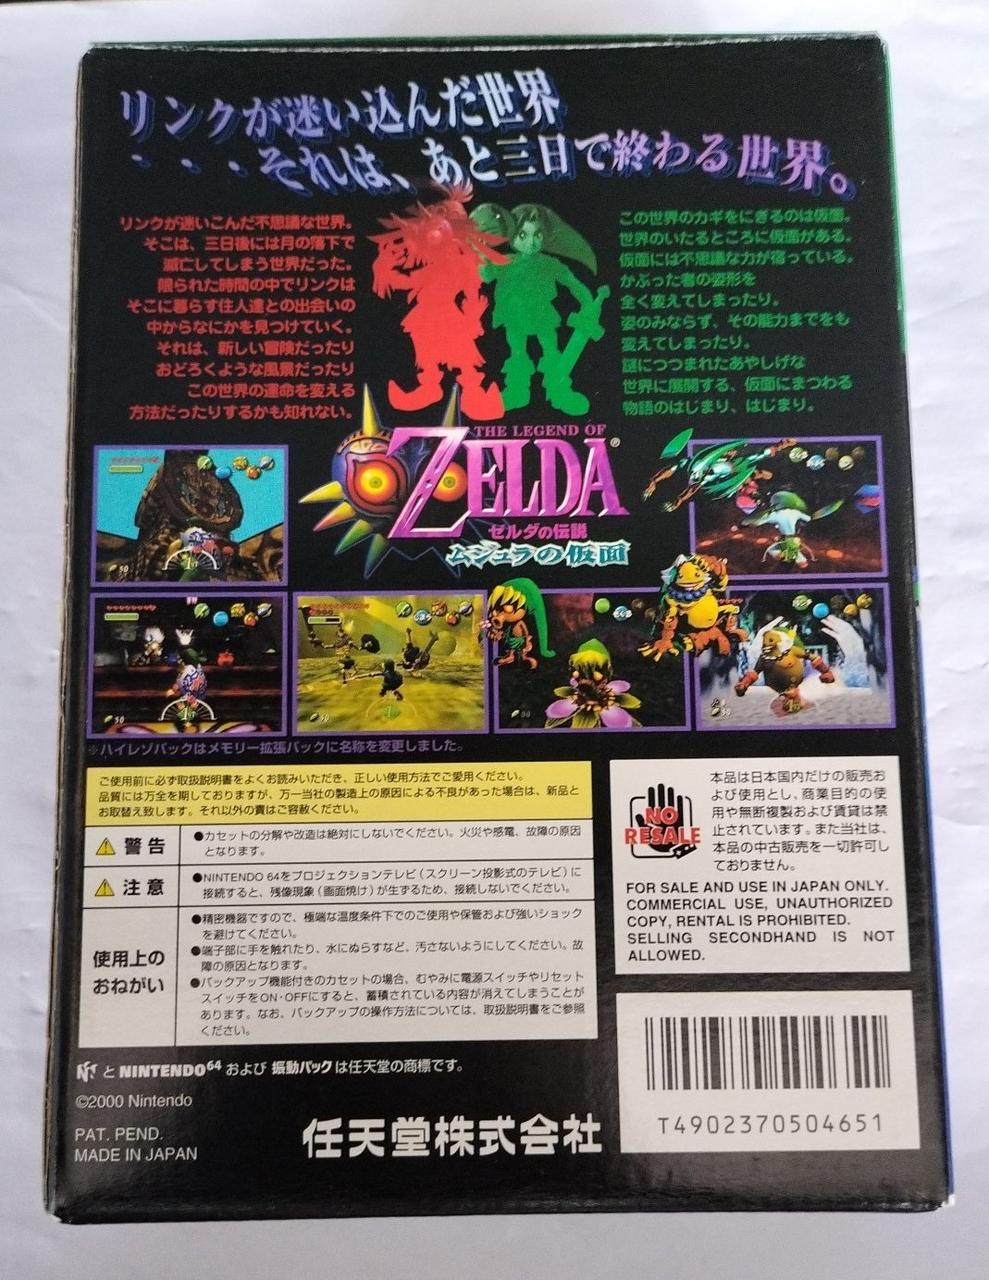 リンクが迷い込んだ世界
・・・それは、あと三日で終わる世界。
リンクが迷いこんだ不思議な世界。
そこは、三日後には月の落下で
滅亡してしまう世界だった。
限られた時間の中でリンクは
そこに暮らす住人達との出会いの
中からなにかを見つけていく。
それは、新しい冒険だったり
おどろくような風景だったり
この世界の運命を変える
方法だったりするかも知れない。
この世界のカギをにぎるのは仮面。
世界のいたるところに仮面がある。
仮面には不思議な力が宿っている。
かぶった者の姿形を
全く変えてしまったり。
姿のみならず、その能力までをも
変えてしまったり。
謎につつまれたあやしげな
世界に展開する、仮面にまつわる
物語のはじまり、はじまり。
THE LEGEND OF
ZELDA®
ゼルダの伝説
ムジュラの仮面
※ハイレゾパックはメモリー拡張パックに名称を変更しました。
ご使用前に必ず取扱説明書をよくお読みいただき、正しい使用方法でご愛用ください。
品質には万全を期しておりますが、万一当社の製造上の原因による不良があった場合は、新品と
お取替え致します。それ以外の責はご容赦ください。
警告
●カセットの分解や改造は絶対にしないでください。火災や感電、故障の原因
となります。
注意
●NINTENDO 64をプロジェクションテレビ(スクリーン投影式のテレビ)に
接続すると、残像現象(画面焼け)が生ずるため、接続しないでください。
使用上の
おねがい
●精密機器ですので、極端な温度条件下でのご使用や保管および強いショック
を避けてください。
●端子部に手を触れたり、水にぬらすなど、汚さないようにしてください。故
障の原因となります。
●バックアップ機能付きのカセットの場合、むやみに電源スイッチやリセット
スイッチをON・OFFにすると、蓄積されている内容が消えてしまうことが
あります。なお、バックアップの操作方法については、取扱説明書をご参照
ください。
NO
RESALE
本品は日本国内だけの販売お
よび使用とし、商業目的の使
用や無断複製および賃貸は禁
止されています。また当社は、
本品の中古販売を一切許可し
ておりません。
FOR SALE AND USE IN JAPAN ONLY.
COMMERCIAL USE, UNAUTHORIZED
COPY, RENTAL IS PROHIBITED.
SELLING SECONDHAND IS NOT
ALLOWED.
T4902370504651
N と NINTENDO64 および 振動パック は任天堂の商標です。
©2000 Nintendo
PAT. PEND.
MADE IN JAPAN
任天堂株式会社